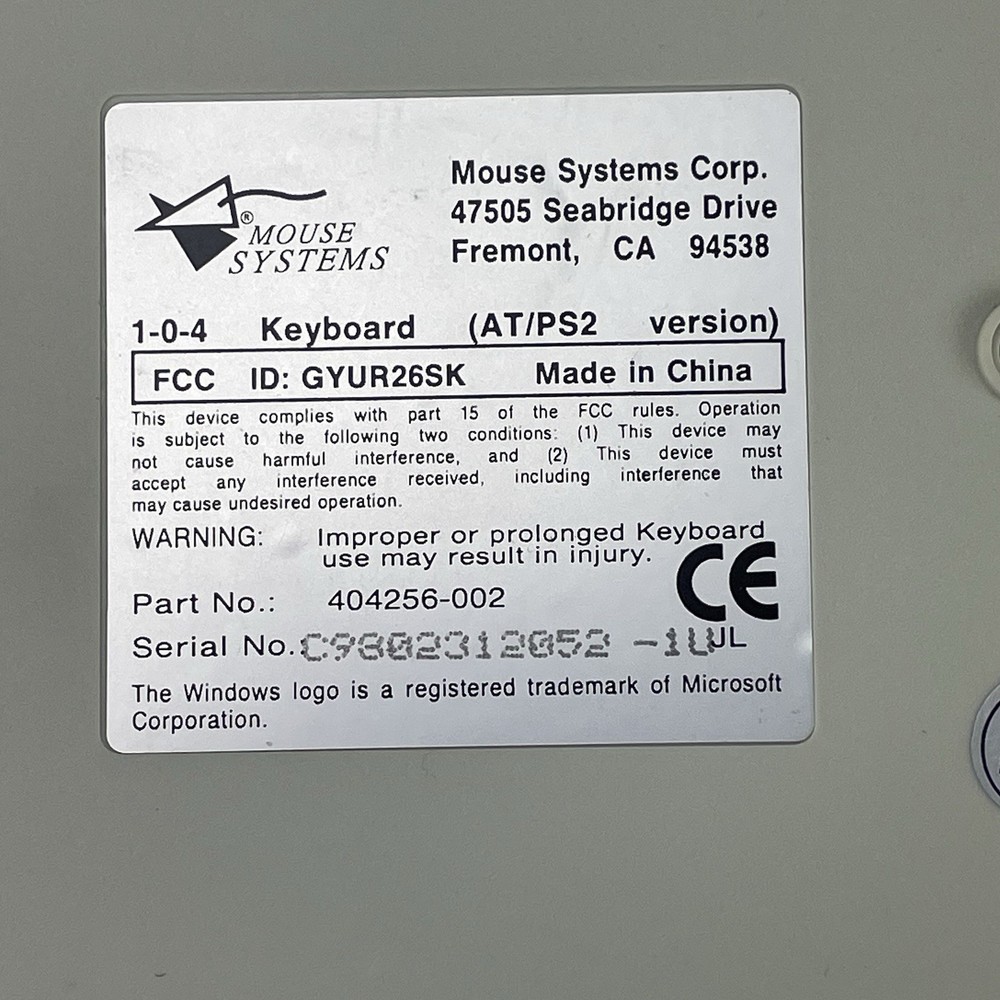 Mouse Systems Corp.
47505 Seabridge Drive
Fremont, CA 94538
®
MOUSE
SYSTEMS
1-0-4 Keyboard (AT/PS2 version)
FCC ID: GYUR26SK Made in China
This device complies with part 15 of the FCC rules. Operation
is subject to the following two conditions: (1) This device may
not cause harmful interference, and (2) This device must
accept any interference received, including interference that
may cause undesired operation.
WARNING: Improper or prolonged Keyboard
use may result in injury.
CE
Part No.: 404256-002
Serial No.
The Windows logo is a registered trademark of Microsoft
Corporation.